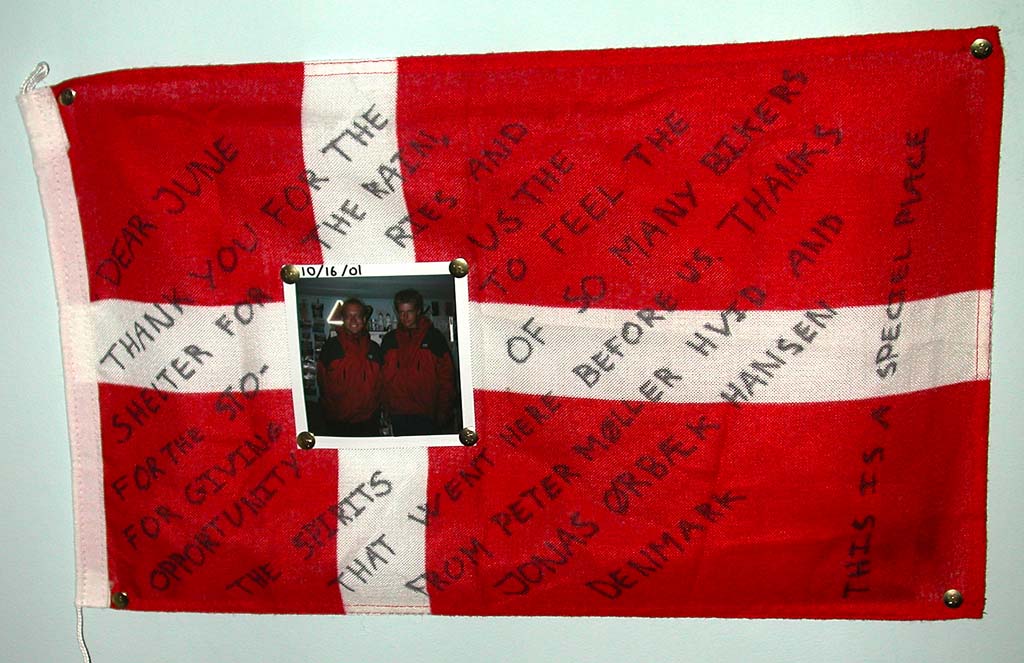 DEAR JUNE
THANK YOU FOR THE
SHELTER FOR THE RAIN,
FOR THE STO-RIES AND
FOR GIVING US THE
OPPORTUNITY TO FEEL THE
THE SPIRITS OF SO MANY BIKERS
THAT WENT HERE BEFORE US. THANKS
FROM PETER MØLLER HVID AND
JONAS ØRBÆK HANSEN
DENMARK
THIS IS A SPECIEL PLACE
10/16/01